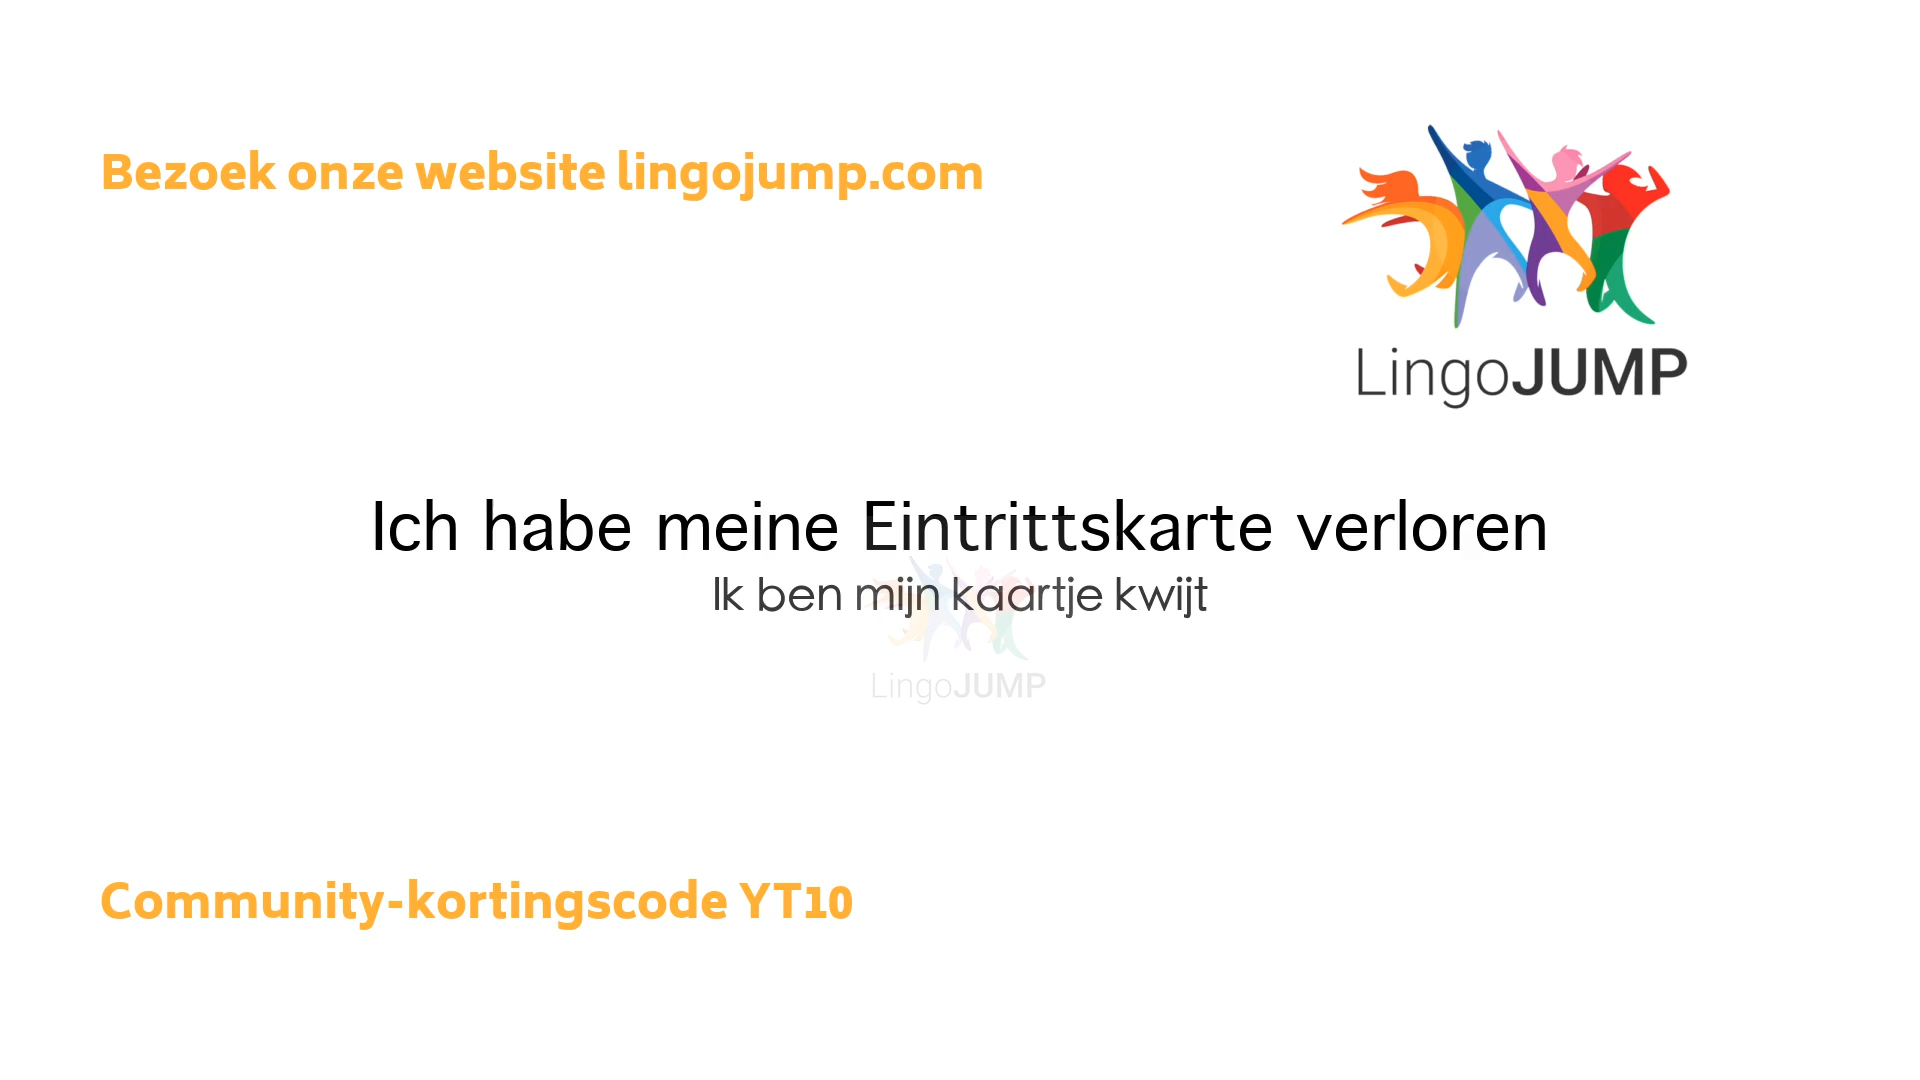 Bezoek onze website lingojump.com
LingoJUMP
Ich habe meine Eintrittskarte verloren
Ik ben mijn kaartje kwijt
LingoJUMP
Community-kortingscode YT10